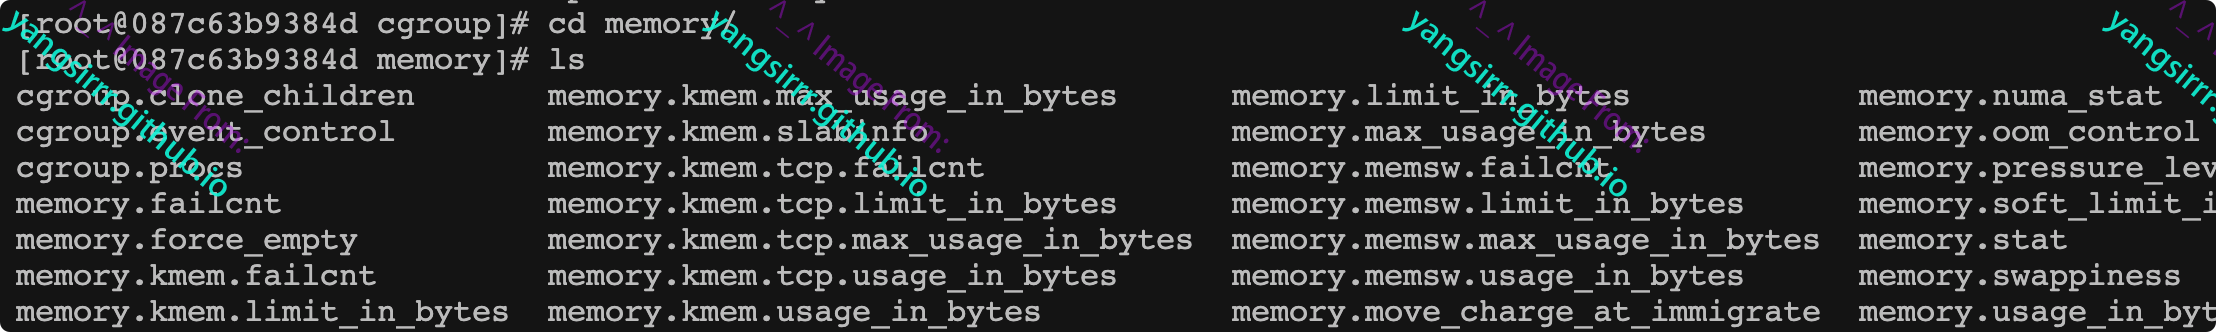 [root@087c63b9384d cgroup]# cd memory/
[root@087c63b9384d memory]# ls
cgroup.clone_children memory.kmem.max_usage_in_bytes memory.limit_in_bytes memory.numa_stat
cgroup.event_control memory.kmem.slabinfo memory.max_usage_in_bytes memory.oom_control
cgroup.procs memory.kmem.tcp.failcnt memory.memsw.failcnt memory.pressure_lev
memory.failcnt memory.kmem.tcp.limit_in_bytes memory.memsw.limit_in_bytes memory.soft_limit_i
memory.force_empty memory.kmem.tcp.max_usage_in_bytes memory.memsw.max_usage_in_bytes memory.stat
memory.kmem.failcnt memory.kmem.tcp.usage_in_bytes memory.memsw.usage_in_bytes memory.swappiness
memory.kmem.limit_in_bytes memory.kmem.usage_in_bytes memory.move_charge_at_immigrate memory.usage_in_byt
^_^ Image From:
yangsirr.github.io
^_^ Image From:
yangsirr.github.io
^_^ Image From:
yangsirr.github.io
^_^
yangsirr.